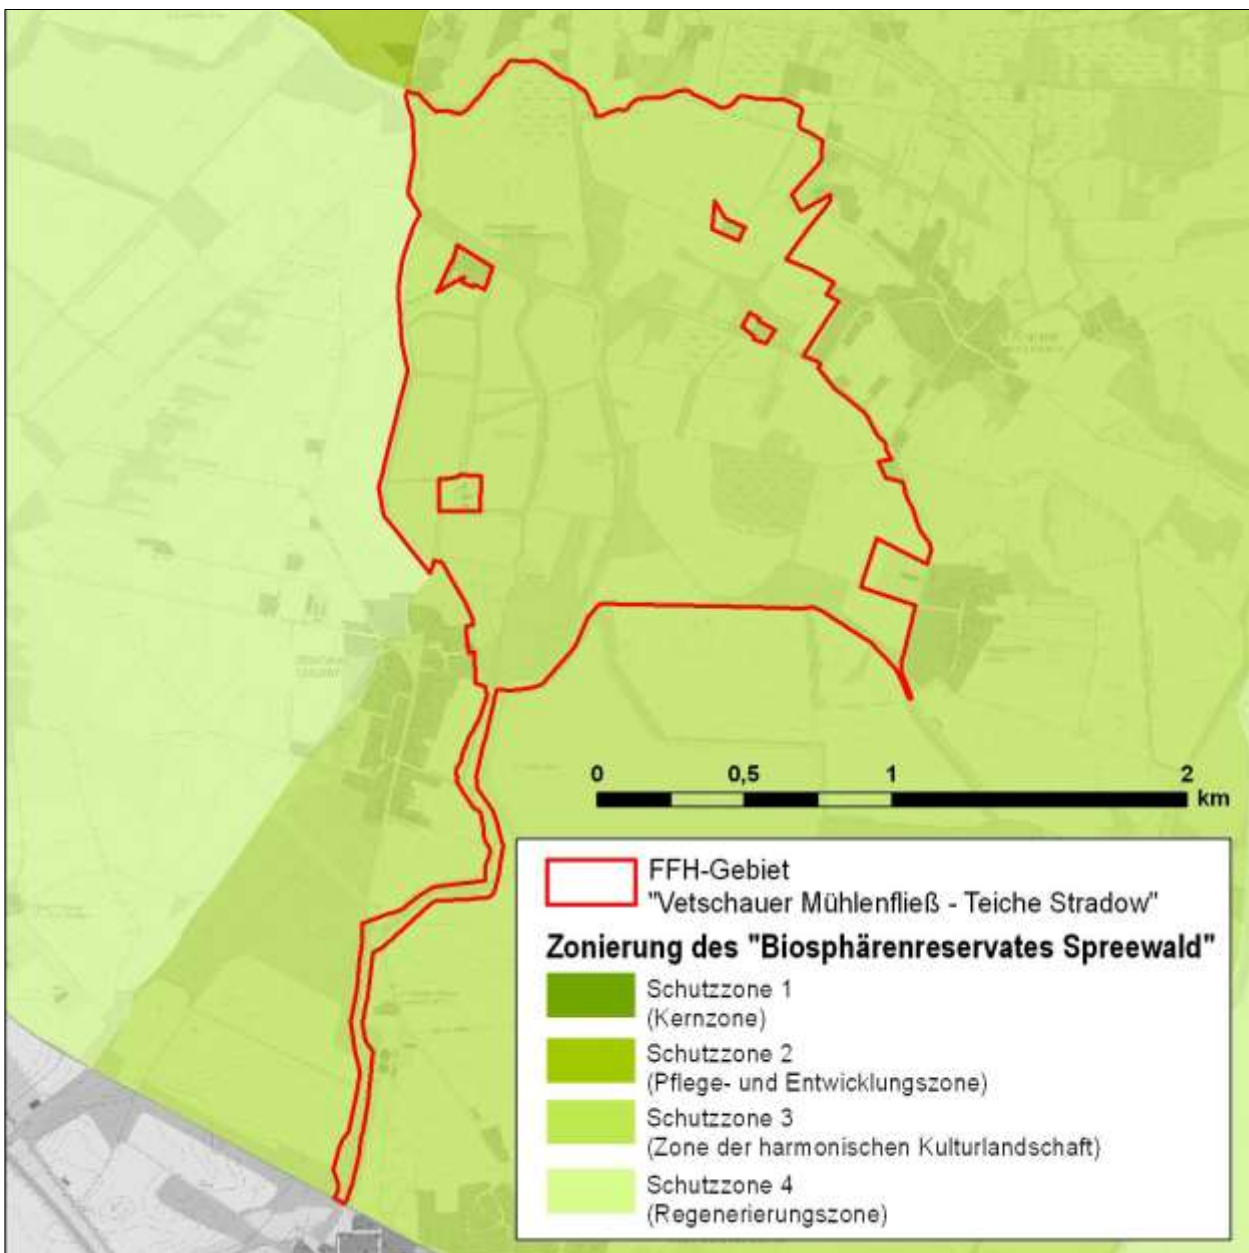 0 0,5 1 2
km
FFH-Gebiet
"Vetschauer Mühlenfließ - Teiche Stradow"
Zonierung des "Biosphärenreservates Spreewald"
Schutzzone 1
(Kernzone)
Schutzzone 2
(Pflege- und Entwicklungszone)
Schutzzone 3
(Zone der harmonischen Kulturlandschaft)
Schutzzone 4
(Regenerierungszone)